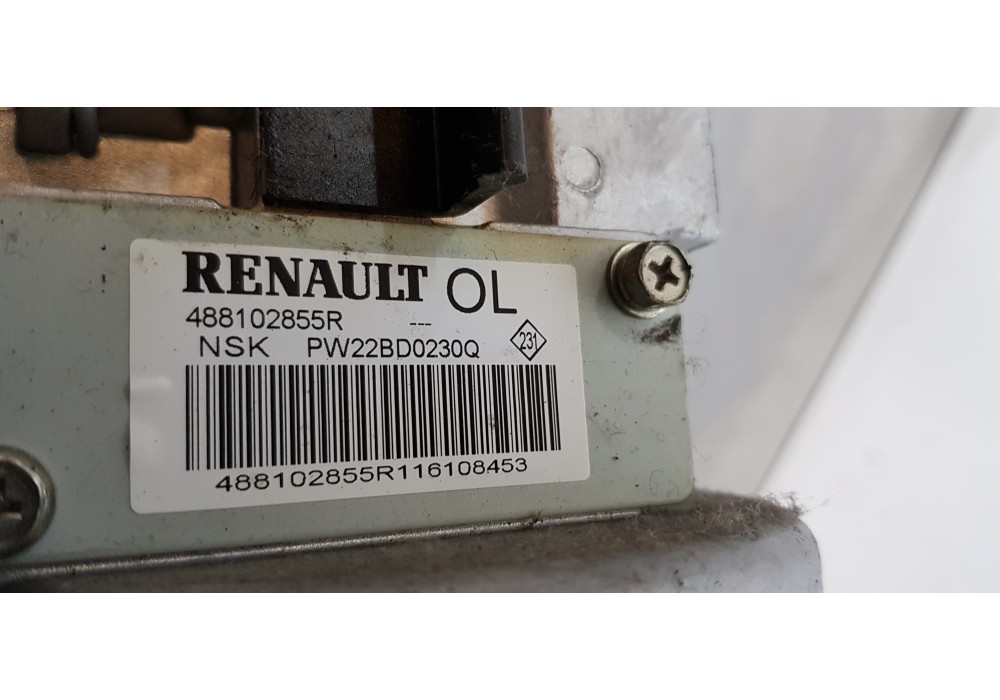 RENAULT OL
488102855R ---
NSK PW22BD0230Q 231
488102855R116108453